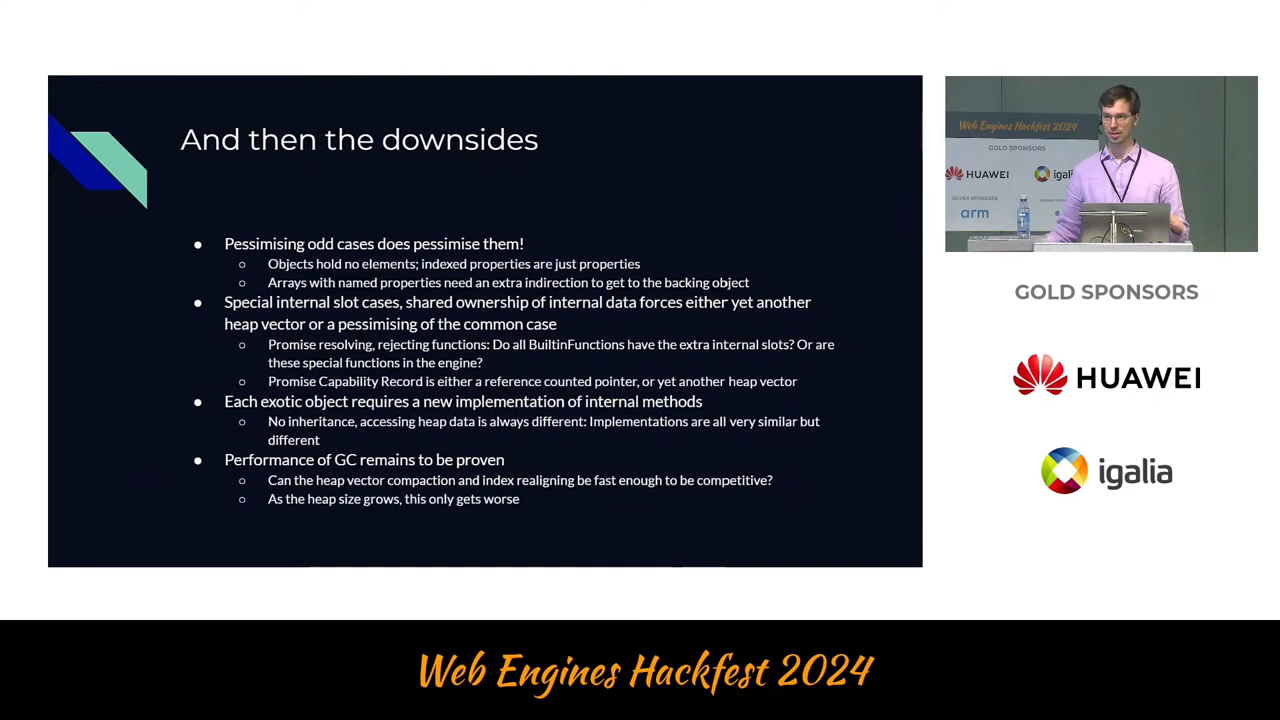 And then the downsides
Pessimising odd cases does pessimise them!
Objects hold no elements; indexed properties are just properties
Arrays with named properties need an extra indirection to get to the backing object
Special internal slot cases, shared ownership of internal data forces either yet another
heap vector or a pessimising of the common case
Promise resolving, rejecting functions: Do all BuiltinFunctions have the extra internal slots? Or are
these special functions in the engine?
Promise Capability Record is either a reference counted pointer, or yet another heap vector
Each exotic object requires a new implementation of internal methods
No inheritance, accessing heap data is always different: Implementations are all very similar but
different
Performance of GC remains to be proven
Can the heap vector compaction and index realigning be fast enough to be competitive?
As the heap size grows, this only gets worse
Web Engines Hackfest 2024
GOLD SPONSORS
HUAWEI
igali
SILVER SPONSORS
arm
GOLD SPONSORS
HUAWEI
igalia
Web Engines Hackfest 2024